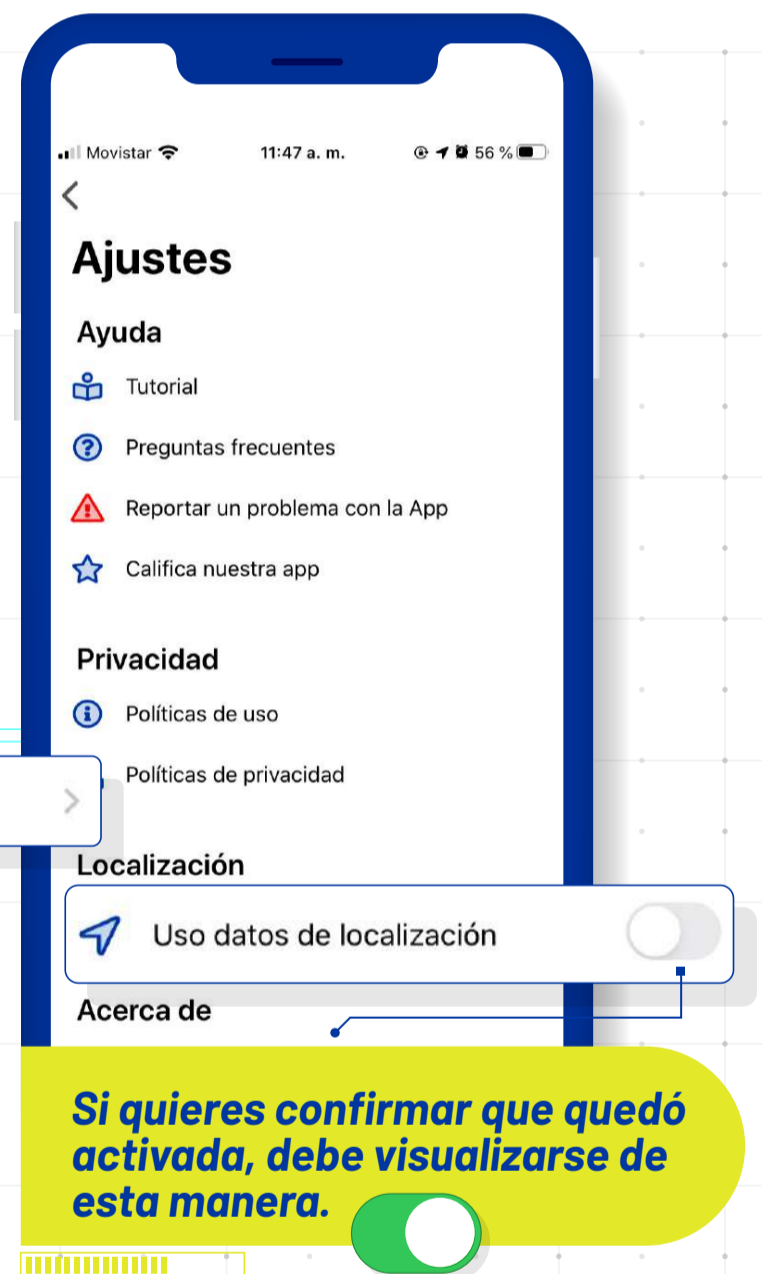 Movistar 11:47 a. m. 56 %
Ajustes
Ayuda
Tutorial
Preguntas frecuentes
Reportar un problema con la App
Califica nuestra app
Privacidad
Políticas de uso
Políticas de privacidad
Localización
Uso datos de localización
Acerca de
Si quieres confirmar que quedó
activada, debe visualizarse de
esta manera.